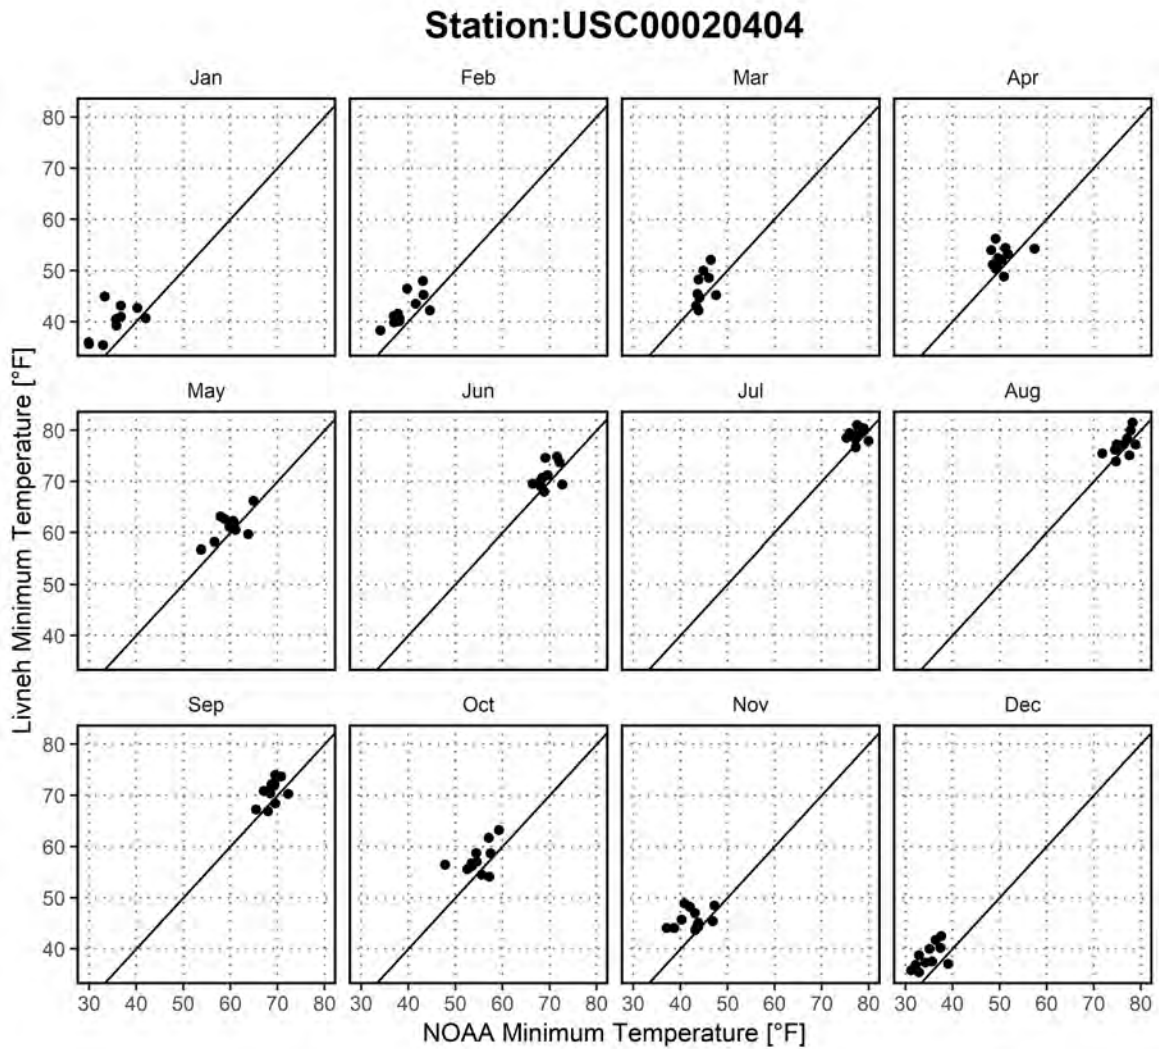 Station:USC00020404
Jan Feb Mar Apr
80
70
60
50
40
May Jun Jul Aug
80
70
60
50
40
Sep Oct Nov Dec
80
70
60
50
40
30 40 50 60 70 80 30 40 50 60 70 80 30 40 50 60 70 80 30 40 50 60 70 80
Livneh Minimum Temperature [°F]
NOAA Minimum Temperature [°F]